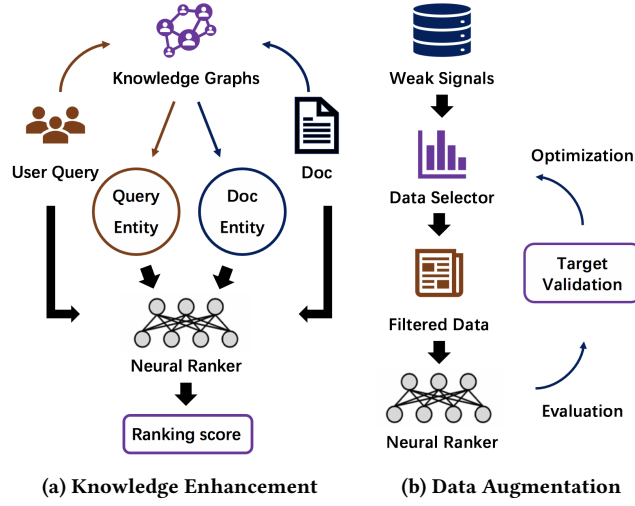 Knowledge Graphs
User Query
Doc
Query
Entity
Doc
Entity
Neural Ranker
Ranking score
(a) Knowledge Enhancement
Weak Signals
Data Selector
Filtered Data
Neural Ranker
Optimization
Target
Validation
Evaluation
(b) Data Augmentation